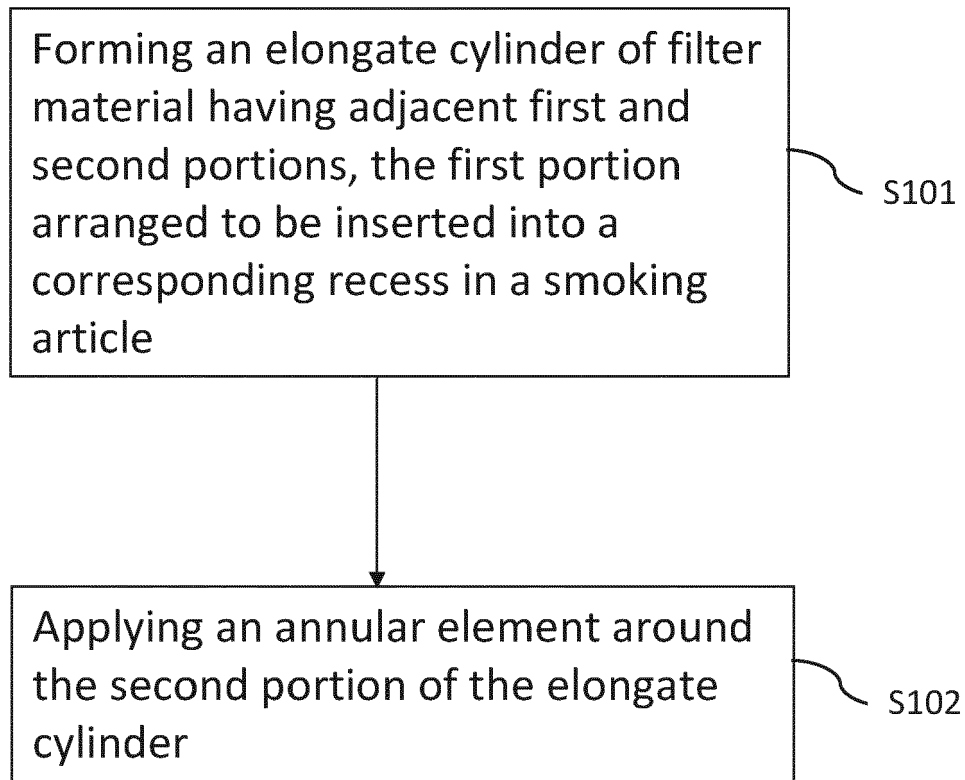 Forming an elongate cylinder of filter
material having adjacent first and
second portions, the first portion
arranged to be inserted into a
corresponding recess in a smoking
article
S101
Applying an annular element around
the second portion of the elongate
cylinder
S102